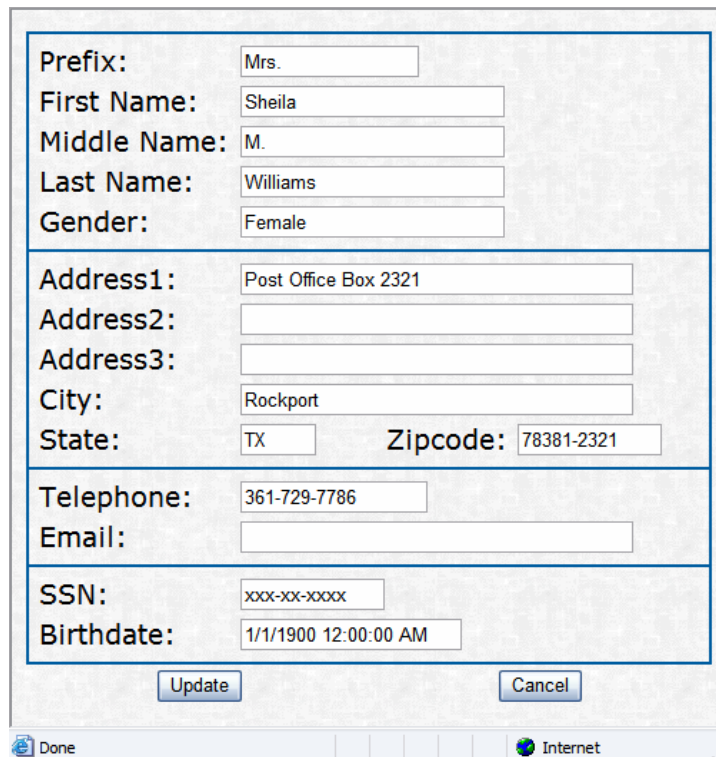 Prefix: Mrs.
First Name: Sheila
Middle Name: M.
Last Name: Williams
Gender: Female
Address1: Post Office Box 2321
Address2:
Address3:
City: Rockport
State: TX Zipcode: 78381-2321
Telephone: 361-729-7786
Email:
SSN: xxx-xx-xxxx
Birthdate: 1/1/1900 12:00:00 AM
Update Cancel
Done Internet